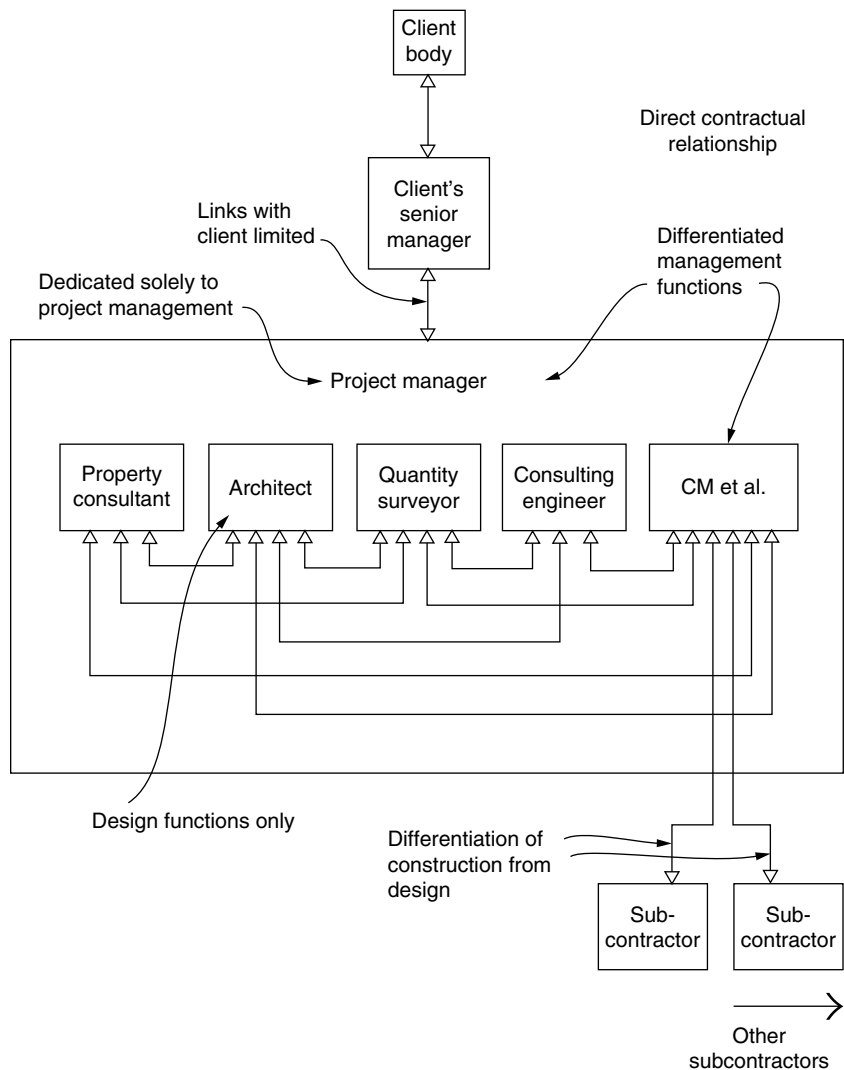 Client
body
Direct contractual
relationship
Client's
senior
manager
Links with
client limited
Differentiated
management
functions
Dedicated solely to
project management
Project manager
Property
consultant
Architect
Quantity
surveyor
Consulting
engineer
CM et al.
Design functions only
Differentiation of
construction from
design
Sub-
contractor
Sub-
contractor
Other
subcontractors